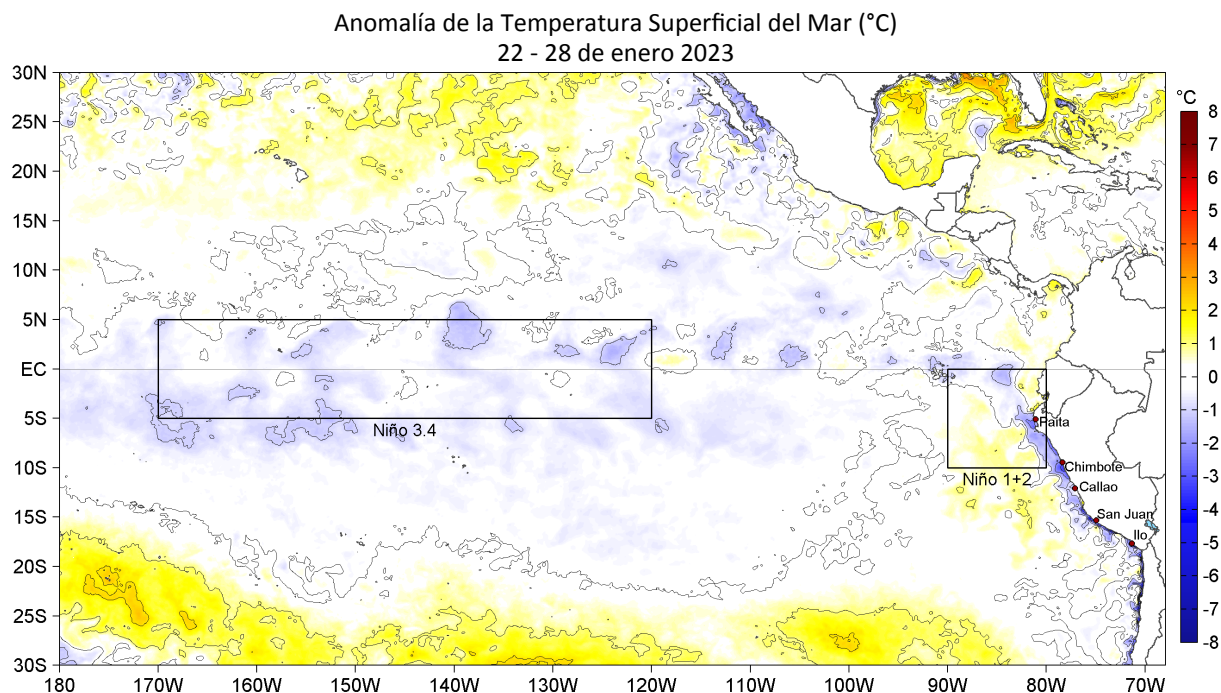 Anomalía de la Temperatura Superficial del Mar (°C)
22 - 28 de enero 2023
30N
25N
20N
15N
10N
5N
EC
5S
10S
15S
20S
25S
30S
180
170W
160W
150W
140W
130W
120W
110W
100W
90W
80W
70W
Niño 3.4
Niño 1+2
Paita
Chimbote
Callao
San Juan
Ilo
°C
8
7
6
5
4
3
2
1
0
-1
-2
-3
-4
-5
-6
-7
-8